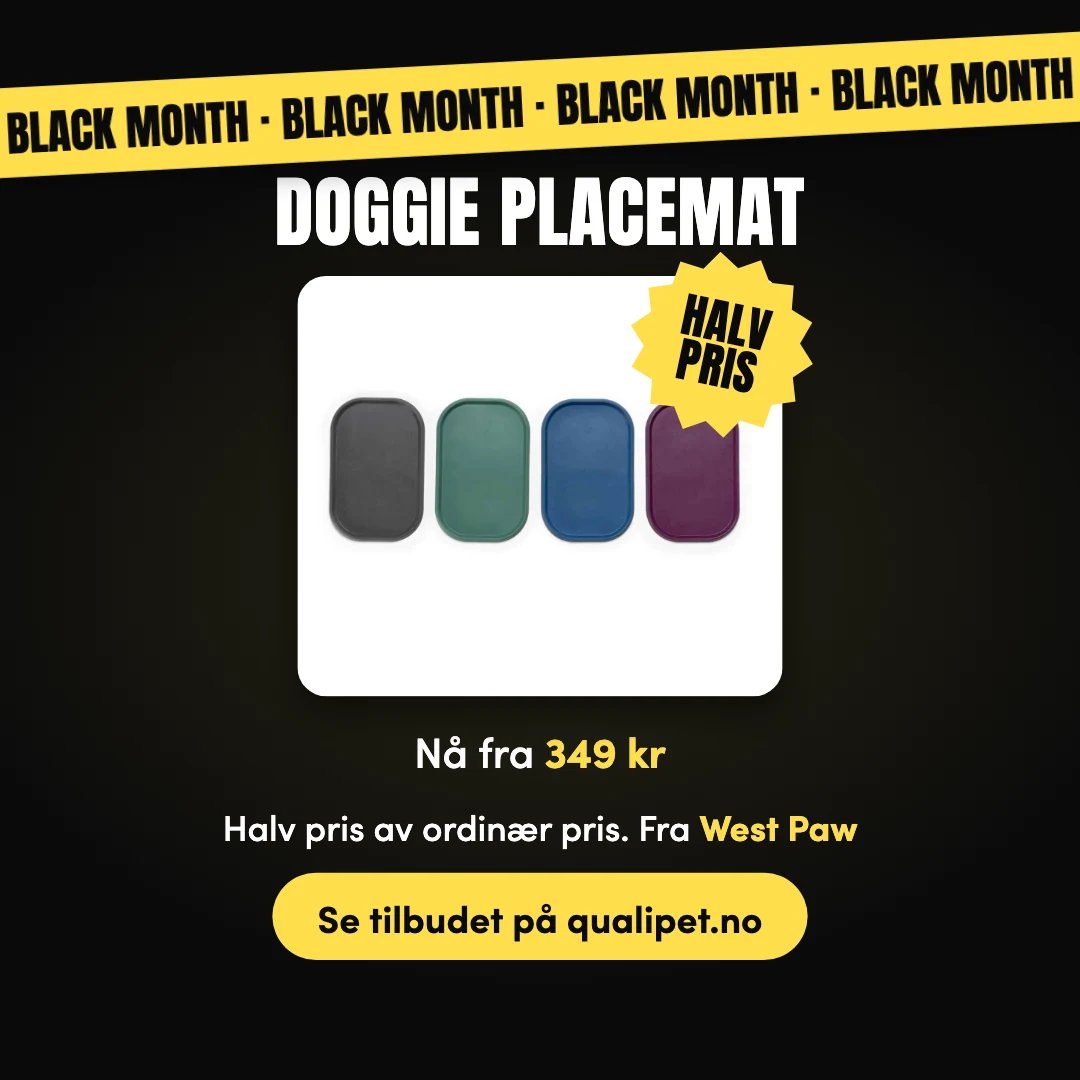 BLACK MONTH · BLACK MONTH · BLACK MONTH · BLACK MONTH
DOGGIE PLACEMAT
HALV
PRIS
Nå fra 349 kr
Halv pris av ordinær pris. Fra West Paw
Se tilbudet på qualipet.no